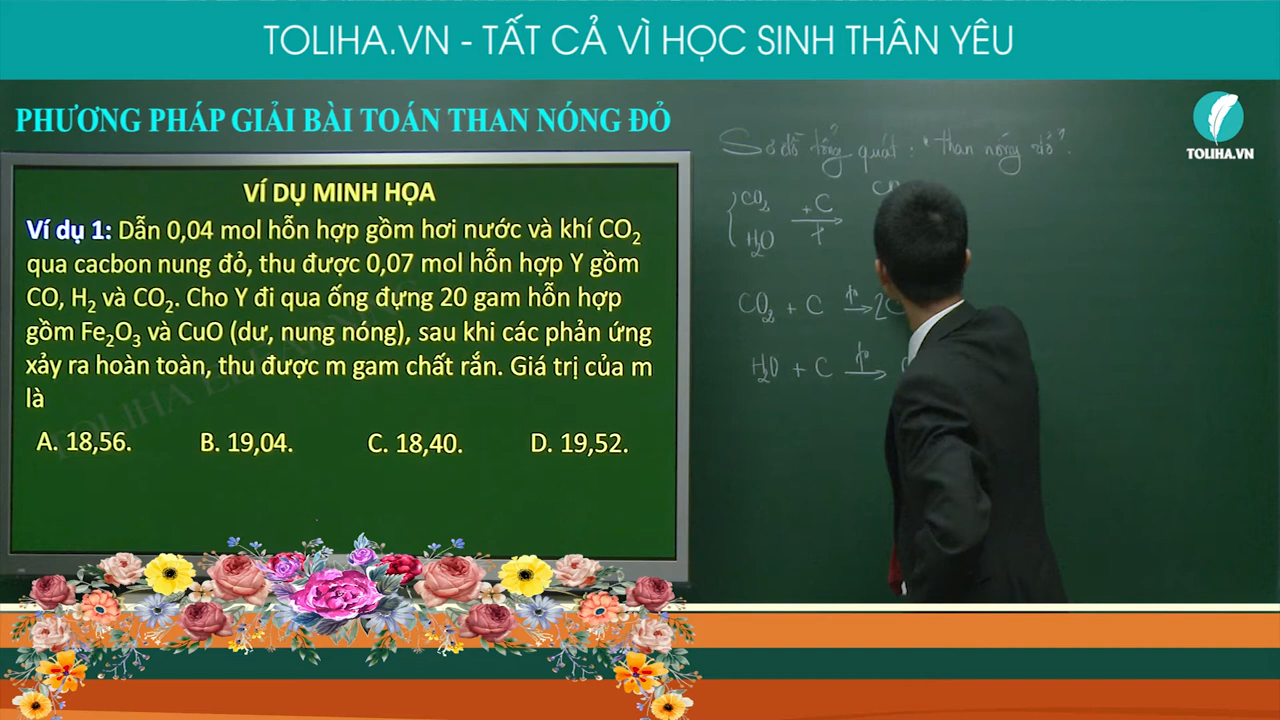 TOLIHA.VN - TẤT CẢ VÌ HỌC SINH THÂN YÊU
PHƯƠNG PHÁP GIẢI BÀI TOÁN THAN NÓNG ĐỎ
TOLIHA.VN
VÍ DỤ MINH HỌA
Ví dụ 1: Dẫn 0,04 mol hỗn hợp gồm hơi nước và khí CO₂
qua cacbon nung đỏ, thu được 0,07 mol hỗn hợp Y gồm
CO, H₂ và CO₂. Cho Y đi qua ống đựng 20 gam hỗn hợp
gồm Fe₂O₃ và CuO (dư, nung nóng), sau khi các phản ứng
xảy ra hoàn toàn, thu được m gam chất rắn. Giá trị của m
là
A. 18,56. B. 19,04. C. 18,40. D. 19,52.
Sơ đồ tổng quát: "than nóng đỏ".
CO₂ +C
H₂O t°
CO₂ + C t° → 2C
H₂O + C t° →